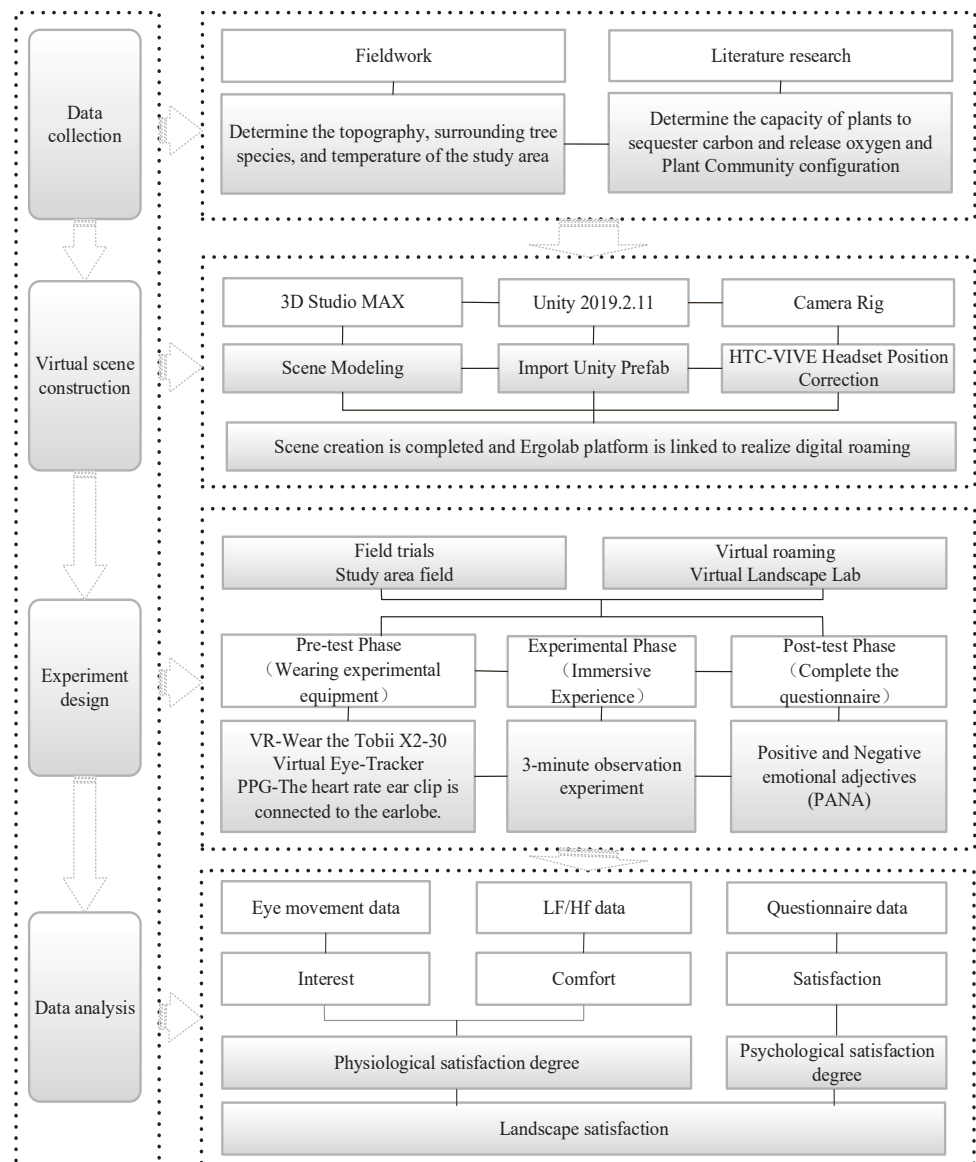 Data
collection
Fieldwork
Literature research
Determine the topography, surrounding tree
species, and temperature of the study area
Determine the capacity of plants to
sequester carbon and release oxygen and
Plant Community configuration
Virtual scene
construction
3D Studio MAX
Unity 2019.2.11
Camera Rig
Scene Modeling
Import Unity Prefab
HTC-VIVE Headset Position
Correction
Scene creation is completed and Ergolab platform is linked to realize digital roaming
Experiment
design
Field trials
Study area field
Virtual roaming
Virtual Landscape Lab
Pre-test Phase
（Wearing experimental
equipment）
Experimental Phase
（Immersive
Experience）
Post-test Phase
（Complete the
questionnaire）
VR-Wear the Tobii X2-30
Virtual Eye-Tracker
PPG-The heart rate ear clip is
connected to the earlobe.
3-minute observation
experiment
Positive and Negative
emotional adjectives
(PANA)
Data analysis
Eye movement data
LF/Hf data
Questionnaire data
Interest
Comfort
Satisfaction
Physiological satisfaction degree
Psychological satisfaction
degree
Landscape satisfaction